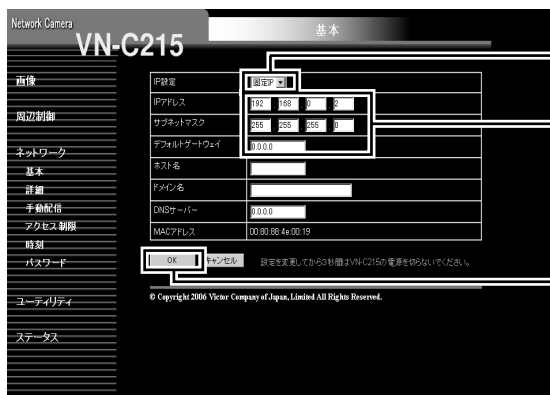 Network Camera
VN-C215
基本
画像
周辺制御
ネットワーク
基本
詳細
手動配信
アクセス制限
時刻
パスワード
ユーティリティ
ステータス
IP設定 固定IP
IPアドレス 192 168 0 2
サブネットマスク 255 255 255 0
デフォルトゲートウェイ 0.0.0.0
ホスト名
ドメイン名
DNSサーバー 0.0.0.0
MACアドレス 00:80:88:4e:00:19
OK キャンセル 設定を変更してから3秒間はVN-C215の電源を切らないでください。
© Copyright 2006 Victor Company of Japan, Limited All Rights Reserved.